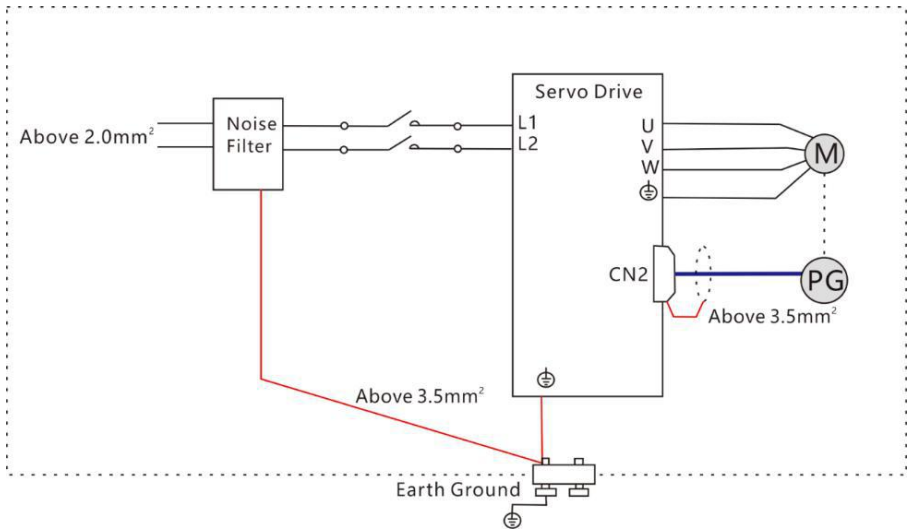 Servo Drive
Above 2.0mm²
Noise
Filter
L1
L2
U
V
W
M
CN2
PG
Above 3.5mm²
Above 3.5mm²
Earth Ground